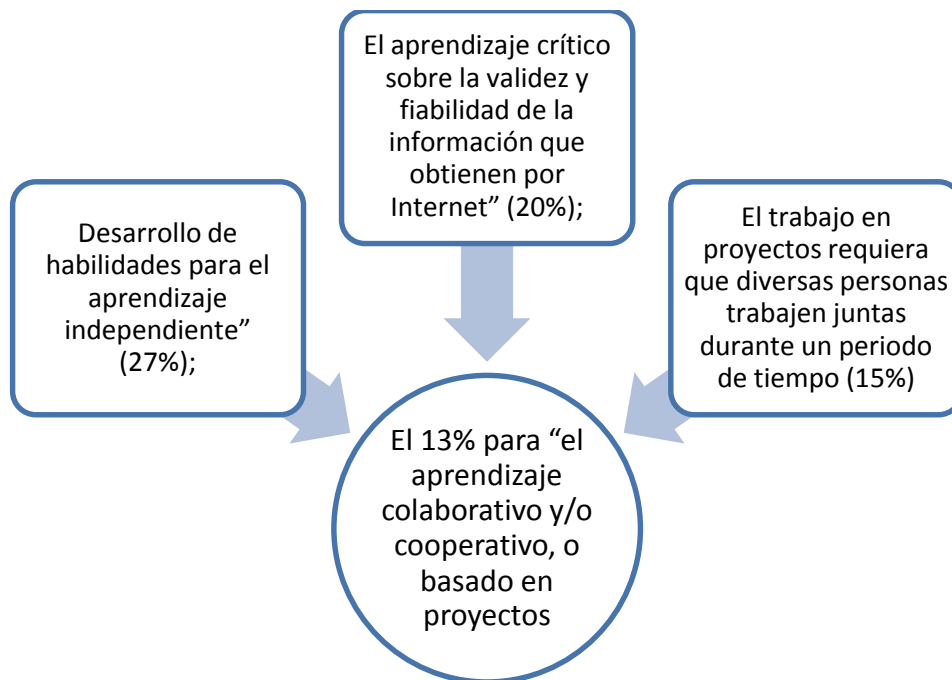 El aprendizaje crítico
sobre la validez y
fiabilidad de la
información que
obtienen por
Internet” (20%);
Desarrollo de
habilidades para el
aprendizaje
independiente”
(27%);
El trabajo en
proyectos requiera
que diversas personas
trabajen juntas
durante un periodo
de tiempo (15%)
El 13% para “el
aprendizaje
colaborativo y/o
cooperativo, o
basado en
proyectos